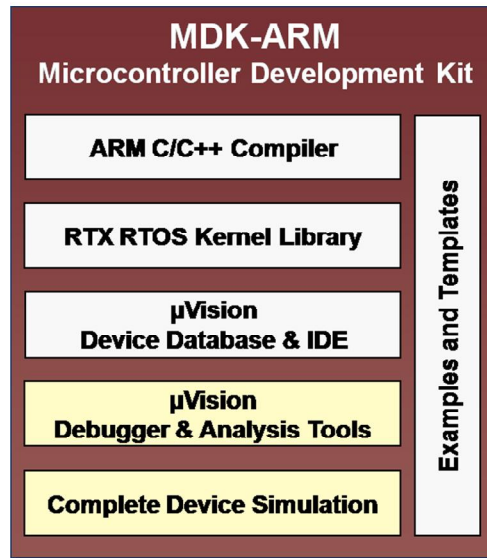 MDK-ARM
Microcontroller Development Kit
ARM C/C++ Compiler
RTX RTOS Kernel Library
µVision
Device Database & IDE
µVision
Debugger & Analysis Tools
Complete Device Simulation
Examples and Templates